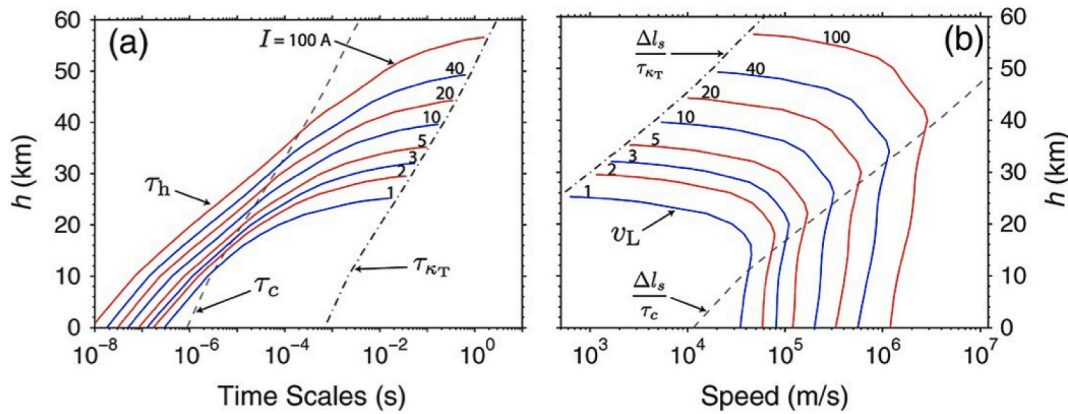 (a)
I = 100 A
40
20
10
5
3
2
1
τh
τc
τκT
h (km)
60
50
40
30
20
10
0
10⁻⁸
10⁻⁶
10⁻⁴
10⁻²
10⁰
Time Scales (s)
(b)
Δls
τκT
100
40
20
10
5
3
2
1
vL
Δls
τc
60
50
40
30
20
10
0
h (km)
10³
10⁴
10⁵
10⁶
10⁷
Speed (m/s)